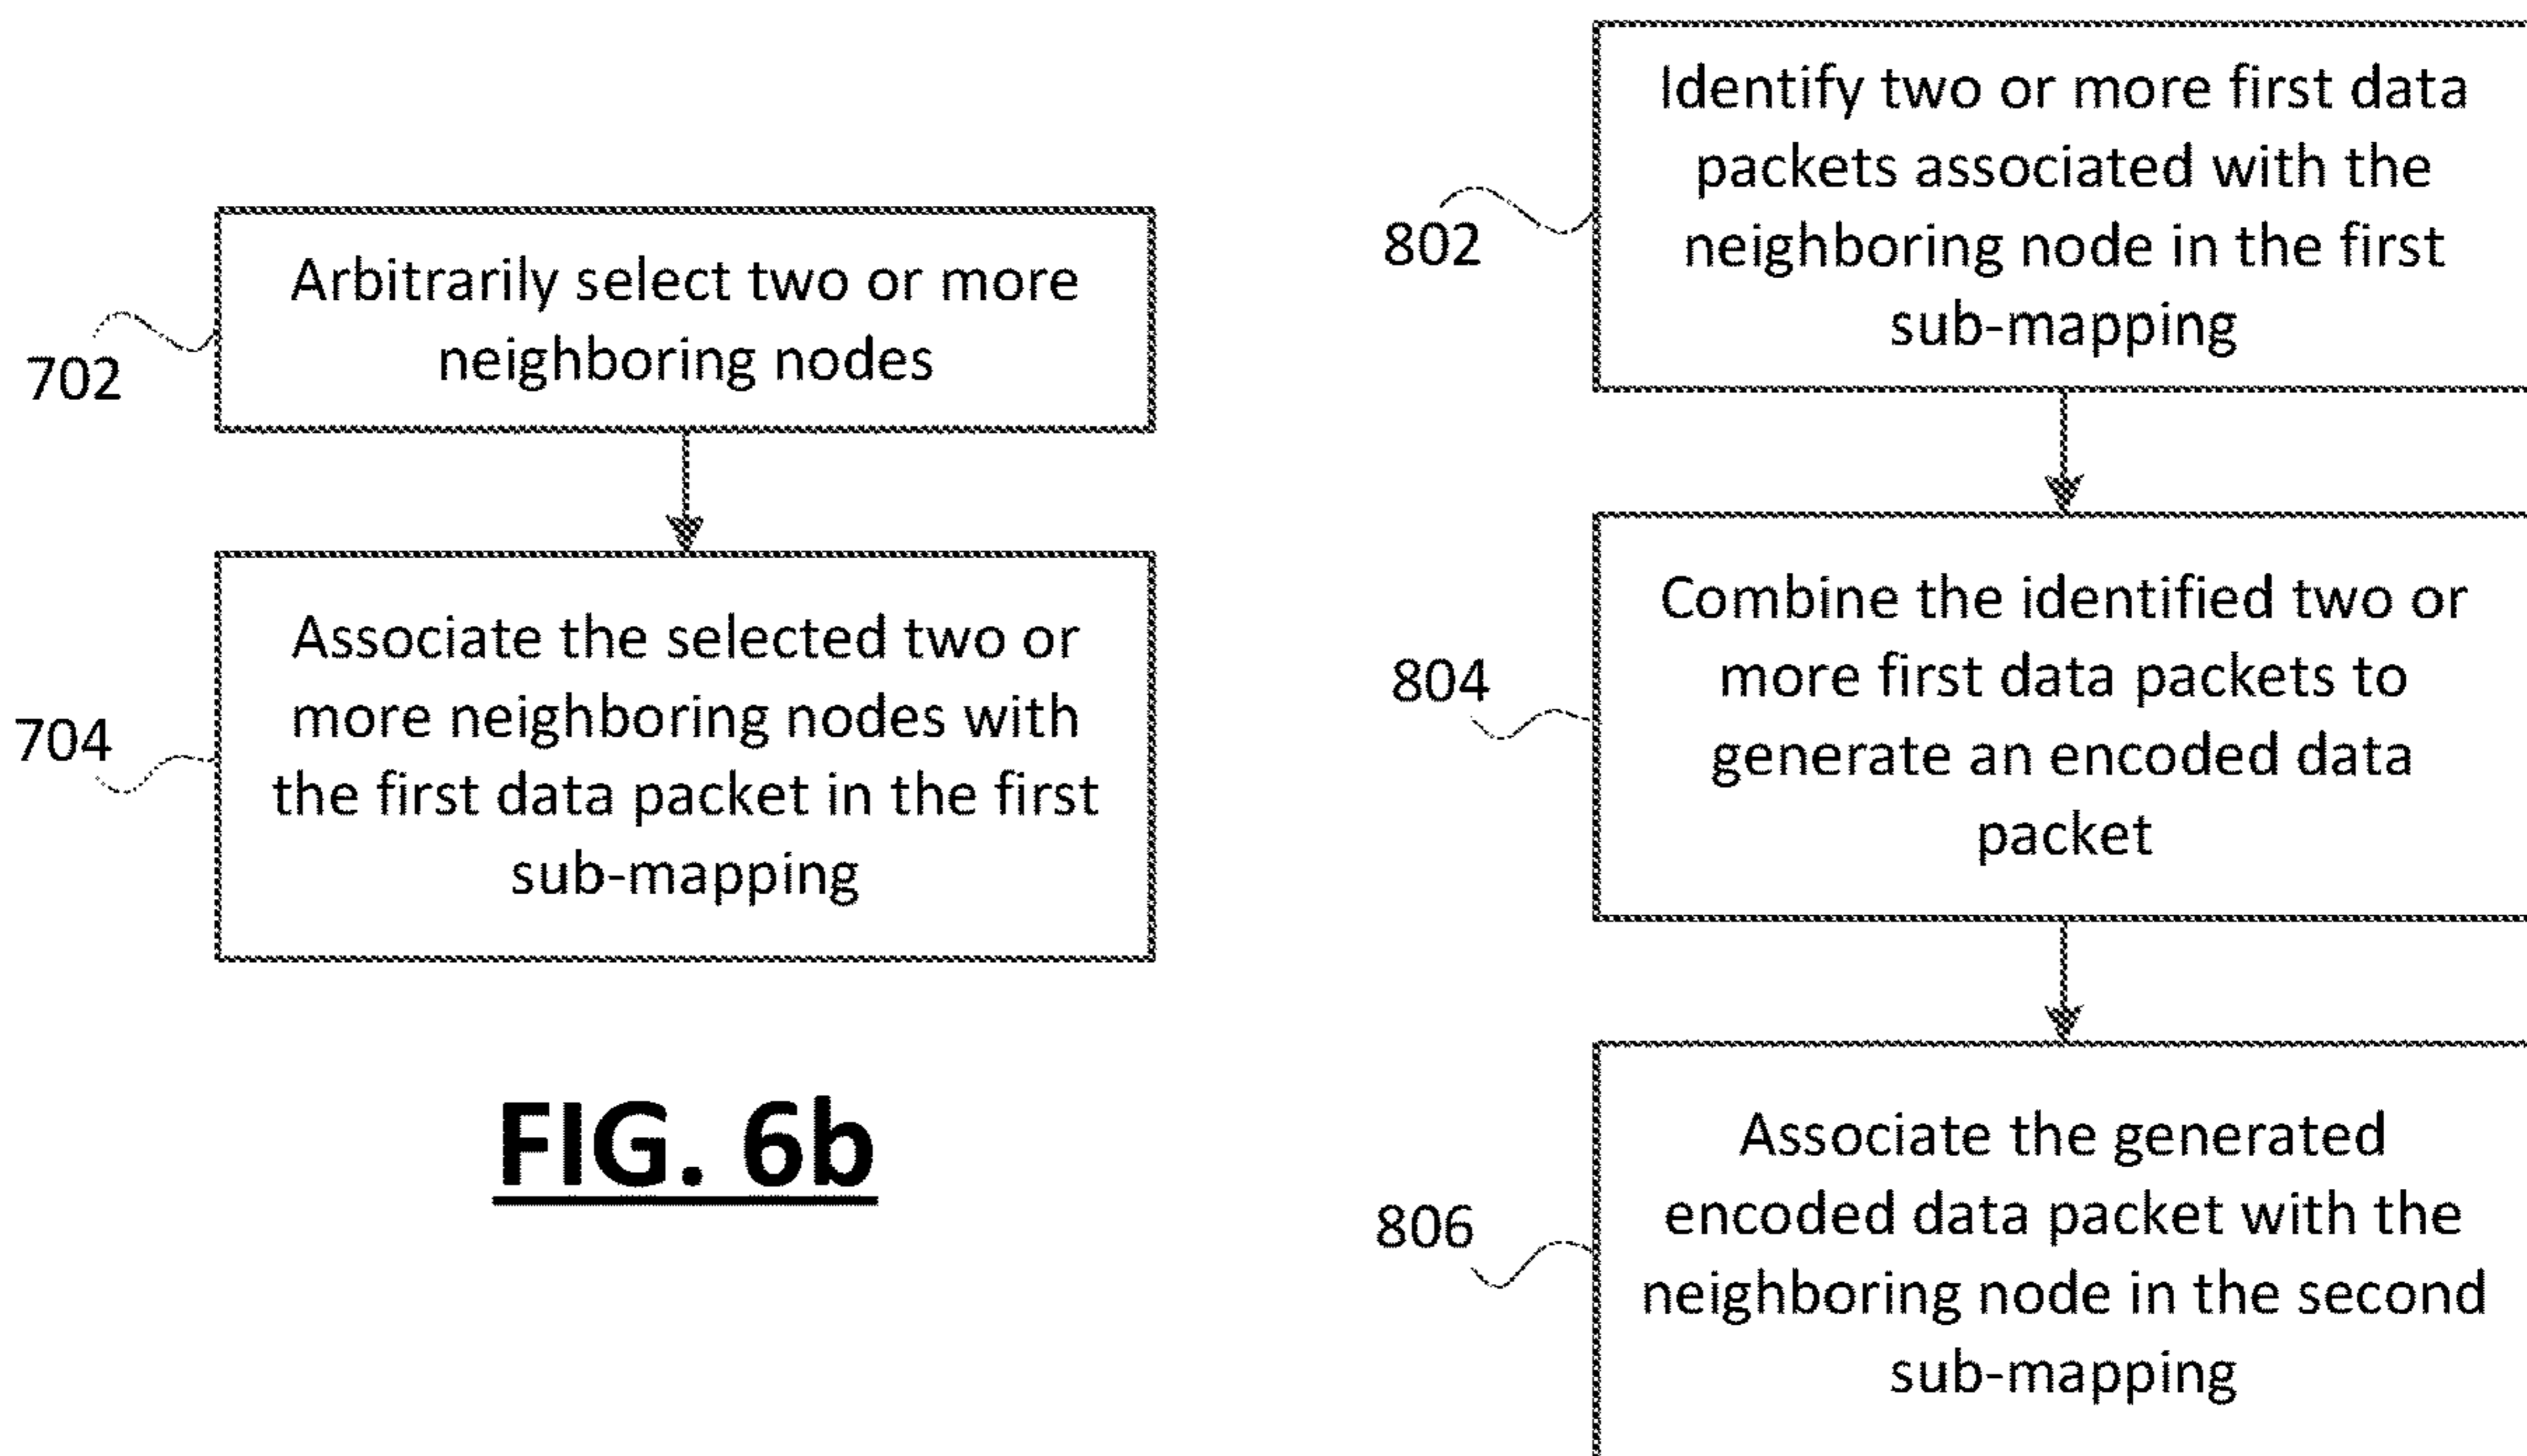 702
Arbitrarily select two or more
neighboring nodes
704
Associate the selected two or
more neighboring nodes with
the first data packet in the first
sub-mapping
FIG. 6b
802
Identify two or more first data
packets associated with the
neighboring node in the first
sub-mapping
804
Combine the identified two or
more first data packets to
generate an encoded data
packet
806
Associate the generated
encoded data packet with the
neighboring node in the second
sub-mapping